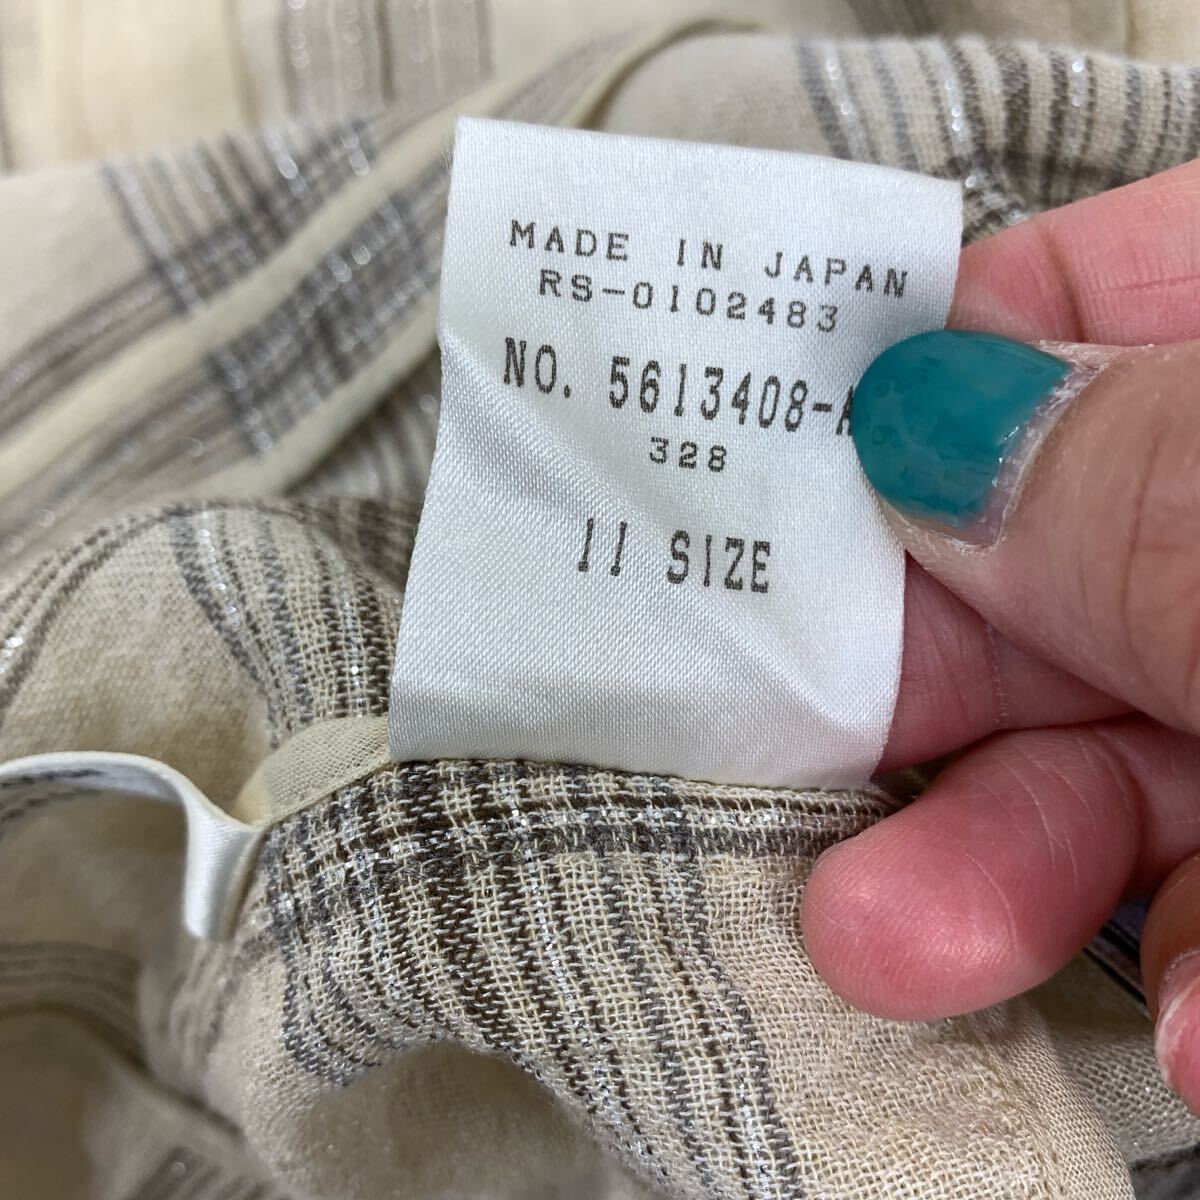 MADE IN JAPAN
RS-0102483
NO. 5613408-A
328
11 SIZE